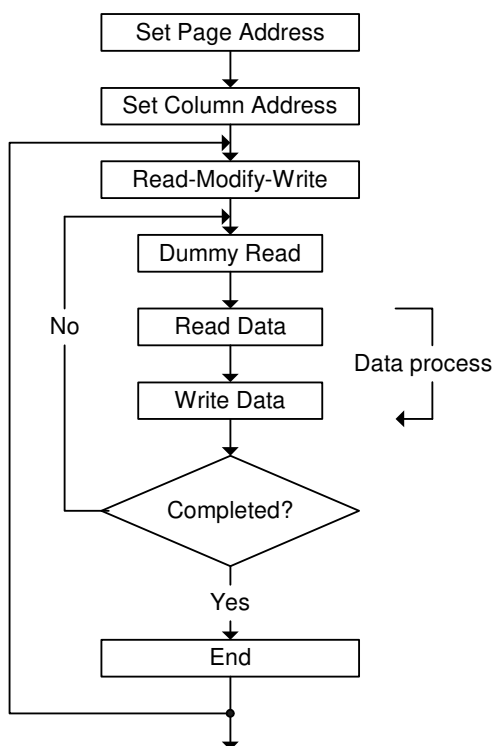 Set Page Address
Set Column Address
Read-Modify-Write
Dummy Read
No
Read Data
Data process
Write Data
Completed?
Yes
End